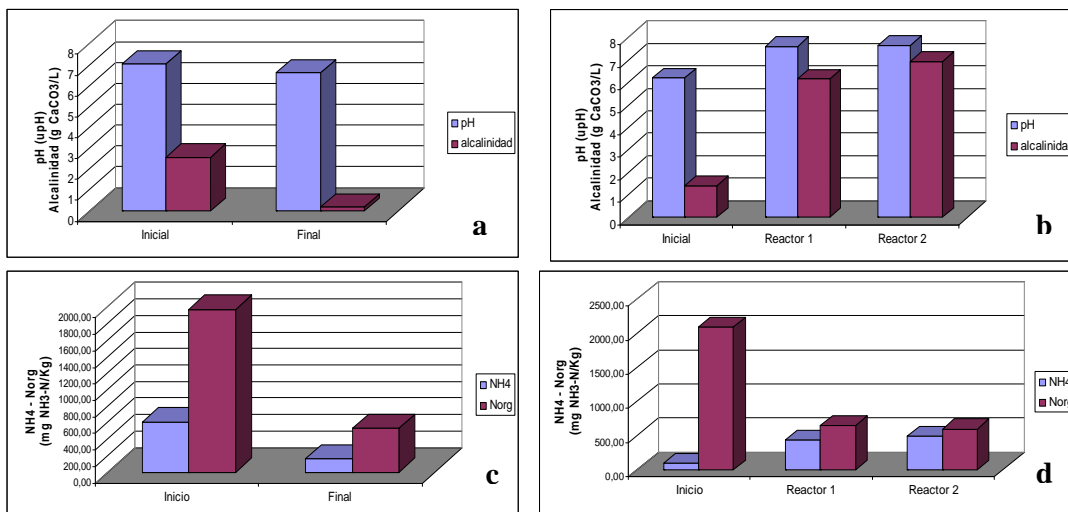 pH (upH)
Alcalinidad (g CaCO3/L)
8
7
6
5
4
3
2
1
0
Inicial
Final
pH
alcalinidad
a
pH (upH)
Alcalinidad (g CaCO3/L)
8
7
6
5
4
3
2
1
0
Inicial
Reactor 1
Reactor 2
pH
alcalinidad
b
NH4 - Norg
(mg NH3-N/Kg)
2000,00
1800,00
1600,00
1400,00
1200,00
1000,00
800,00
600,00
400,00
200,00
0,00
Inicio
Final
NH4
Norg
c
NH4 - Norg
(mg NH3-N/Kg)
2500,00
2000,00
1500,00
1000,00
500,00
0,00
Inicio
Reactor 1
Reactor 2
NH4
Norg
d